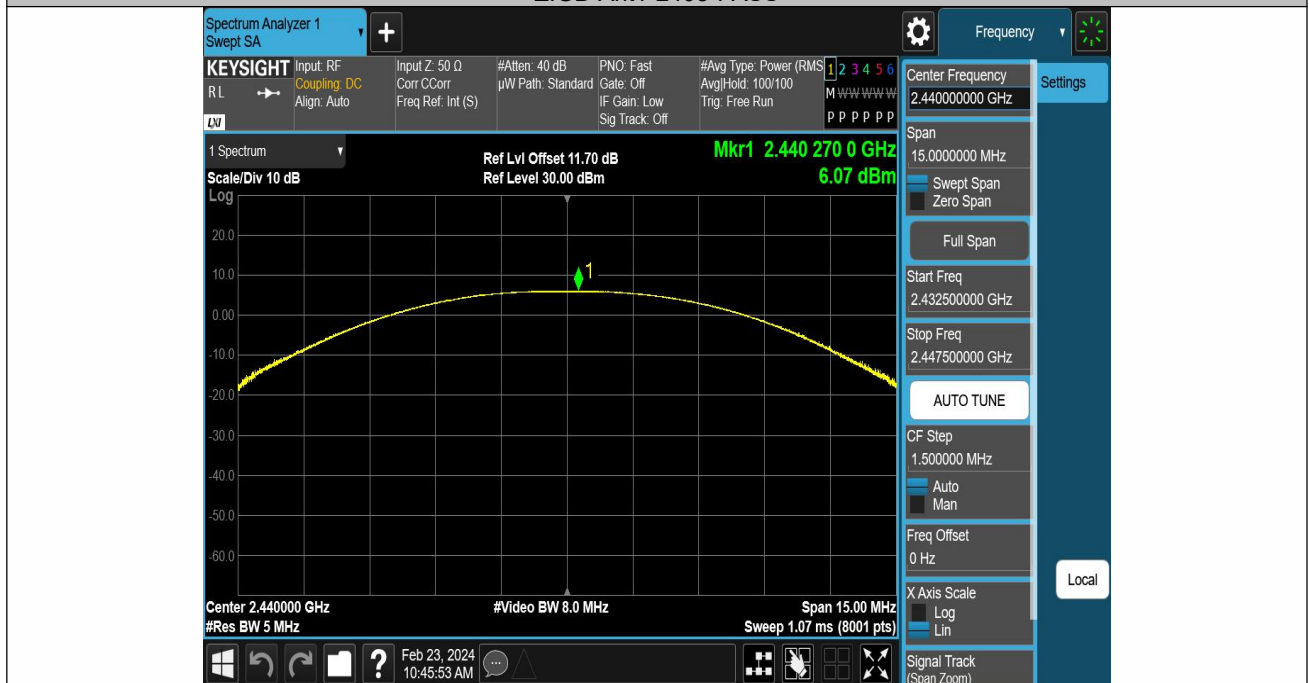 Spectrum Analyzer 1
Swept SA
+
Frequency
KEYSIGHT
RL
LXI
Input: RF
Coupling: DC
Align: Auto
Input Z: 50 Ω
Corr CCorr
Freq Ref: Int (S)
#Atten: 40 dB
µW Path: Standard
PNO: Fast
Gate: Off
IF Gain: Low
Sig Track: Off
#Avg Type: Power (RMS
Avg|Hold: 100/100
Trig: Free Run
1 2 3 4 5 6
M W W W W W
P P P P P P
1 Spectrum
Scale/Div 10 dB
Log
Ref Lvl Offset 11.70 dB
Ref Level 30.00 dBm
Mkr1 2.440 270 0 GHz
6.07 dBm
1
20.0
10.0
0.00
-10.0
-20.0
-30.0
-40.0
-50.0
-60.0
Center 2.440000 GHz
#Res BW 5 MHz
#Video BW 8.0 MHz
Span 15.00 MHz
Sweep 1.07 ms (8001 pts)
Center Frequency
2.440000000 GHz
Settings
Span
15.0000000 MHz
Swept Span
Zero Span
Full Span
Start Freq
2.432500000 GHz
Stop Freq
2.447500000 GHz
AUTO TUNE
CF Step
1.500000 MHz
Auto
Man
Freq Offset
0 Hz
X Axis Scale
Log
Lin
Local
Signal Track
(Span Zoom)
?
Feb 23, 2024
10:45:53 AM